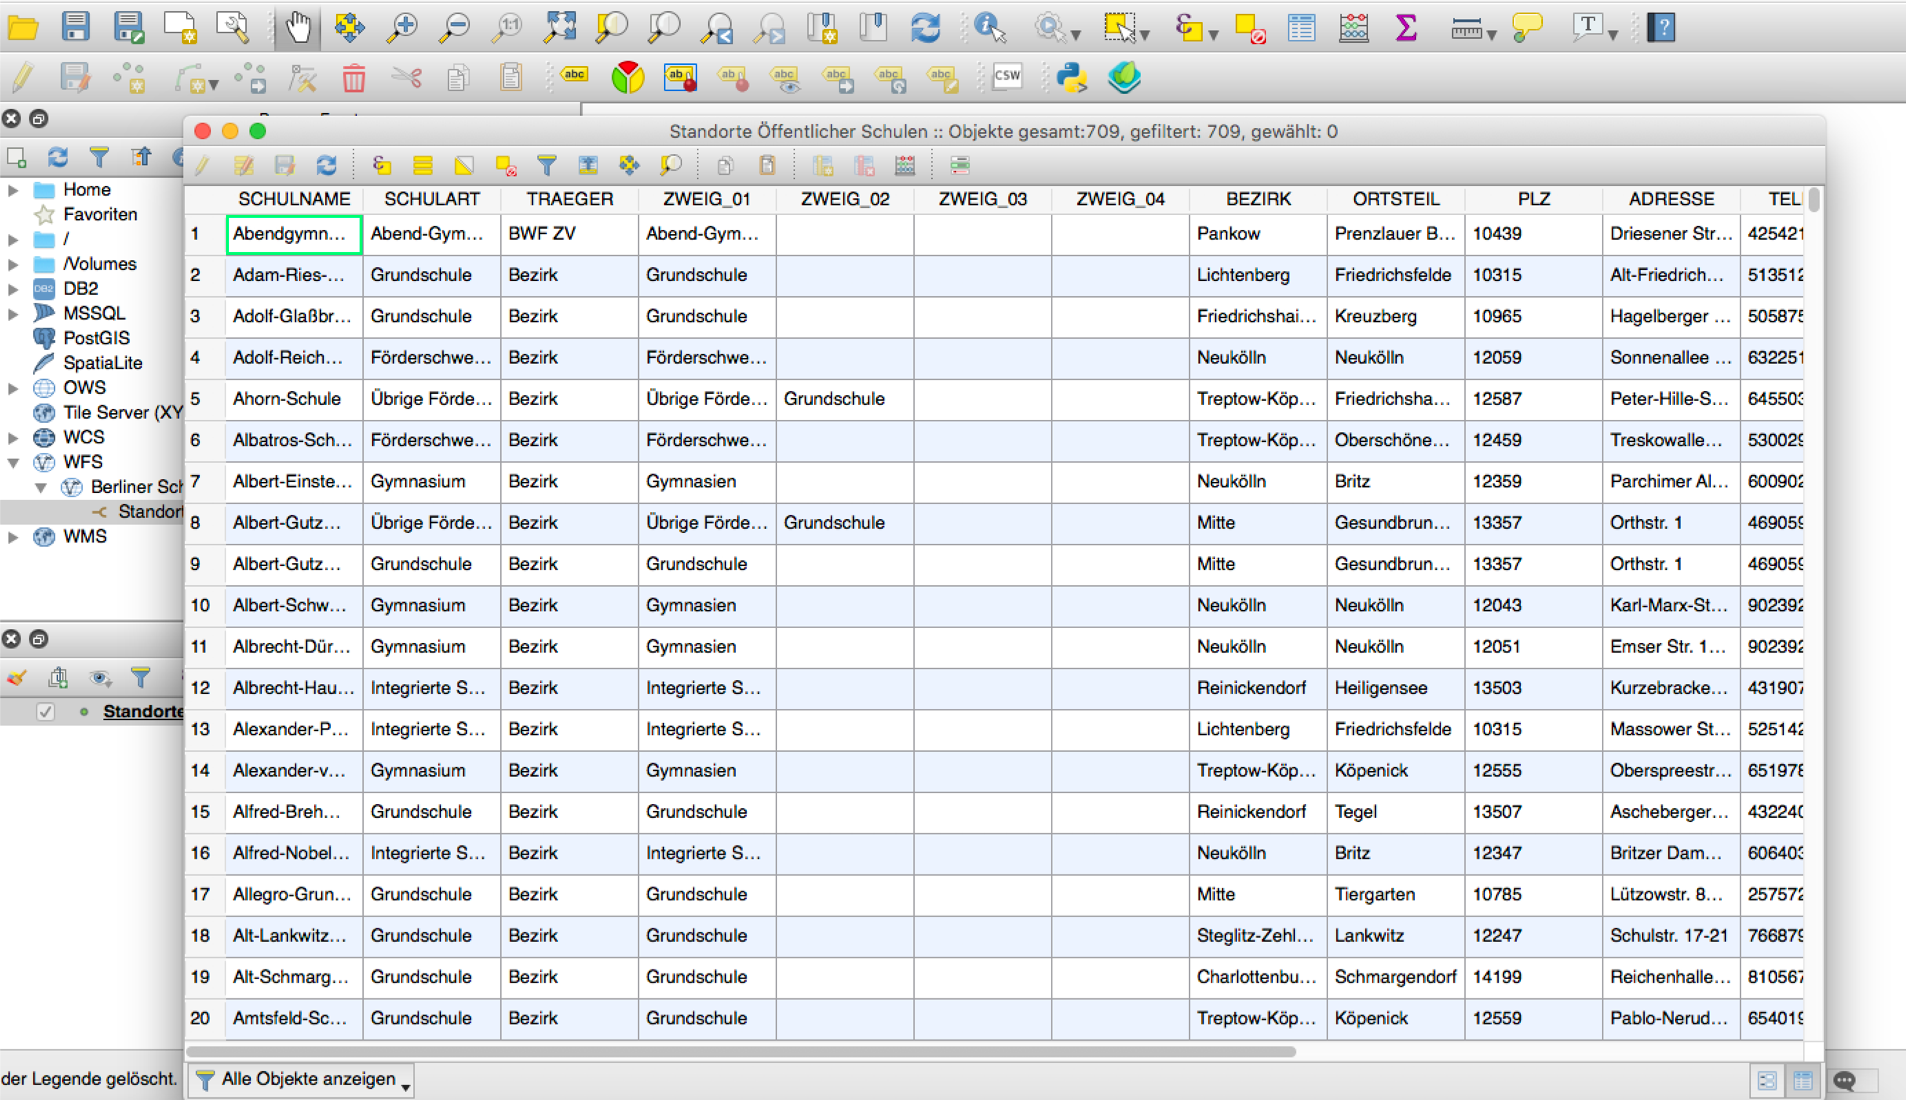 1:1
T
?
abc
ab
ab
abc
abc
abc
abc
CSW
Standorte Öffentlicher Schulen :: Objekte gesamt:709, gefiltert: 709, gewählt: 0
Home
Favoriten
/
/Volumes
DB2
MSSQL
PostGIS
SpatiaLite
OWS
Tile Server (XY
WCS
WFS
Berliner Sch
Standort
WMS
Standorte
SCHULNAME SCHULART TRAEGER ZWEIG_01 ZWEIG_02 ZWEIG_03 ZWEIG_04 BEZIRK ORTSTEIL PLZ ADRESSE TEL
1 Abendgymn... Abend-Gym... BWF ZV Abend-Gym... Pankow Prenzlauer B... 10439 Driesener Str... 425421
2 Adam-Ries-... Grundschule Bezirk Grundschule Lichtenberg Friedrichsfelde 10315 Alt-Friedrich... 513512
3 Adolf-Glaßbr... Grundschule Bezirk Grundschule Friedrichshai... Kreuzberg 10965 Hagelberger ... 505875
4 Adolf-Reich... Förderschwe... Bezirk Förderschwe... Neukölln Neukölln 12059 Sonnenallee ... 632251
5 Ahorn-Schule Übrige Förde... Bezirk Übrige Förde... Grundschule Treptow-Köp... Friedrichsha... 12587 Peter-Hille-S... 645503
6 Albatros-Sch... Förderschwe... Bezirk Förderschwe... Treptow-Köp... Oberschöne... 12459 Treskowalle... 530029
7 Albert-Einste... Gymnasium Bezirk Gymnasien Neukölln Britz 12359 Parchimer Al... 600902
8 Albert-Gutz... Übrige Förde... Bezirk Übrige Förde... Grundschule Mitte Gesundbrun... 13357 Orthstr. 1 469059
9 Albert-Gutz... Grundschule Bezirk Grundschule Mitte Gesundbrun... 13357 Orthstr. 1 469059
10 Albert-Schw... Gymnasium Bezirk Gymnasien Neukölln Neukölln 12043 Karl-Marx-St... 902392
11 Albrecht-Dür... Gymnasium Bezirk Gymnasien Neukölln Neukölln 12051 Emser Str. 1... 902392
12 Albrecht-Hau... Integrierte S... Bezirk Integrierte S... Reinickendorf Heiligensee 13503 Kurzebracke... 431907
13 Alexander-P... Integrierte S... Bezirk Integrierte S... Lichtenberg Friedrichsfelde 10315 Massower St... 525142
14 Alexander-v... Gymnasium Bezirk Gymnasien Treptow-Köp... Köpenick 12555 Oberspreestr... 651978
15 Alfred-Breh... Grundschule Bezirk Grundschule Reinickendorf Tegel 13507 Ascheberger... 432240
16 Alfred-Nobel... Integrierte S... Bezirk Integrierte S... Neukölln Britz 12347 Britzer Dam... 606403
17 Allegro-Grun... Grundschule Bezirk Grundschule Mitte Tiergarten 10785 Lützowstr. 8... 257572
18 Alt-Lankwitz... Grundschule Bezirk Grundschule Steglitz-Zehl... Lankwitz 12247 Schulstr. 17-21 766879
19 Alt-Schmarg... Grundschule Bezirk Grundschule Charlottenbu... Schmargendorf 14199 Reichenhalle... 810567
20 Amtsfeld-Sc... Grundschule Bezirk Grundschule Treptow-Köp... Köpenick 12559 Pablo-Nerud... 654019
der Legende gelöscht.
Alle Objekte anzeigen